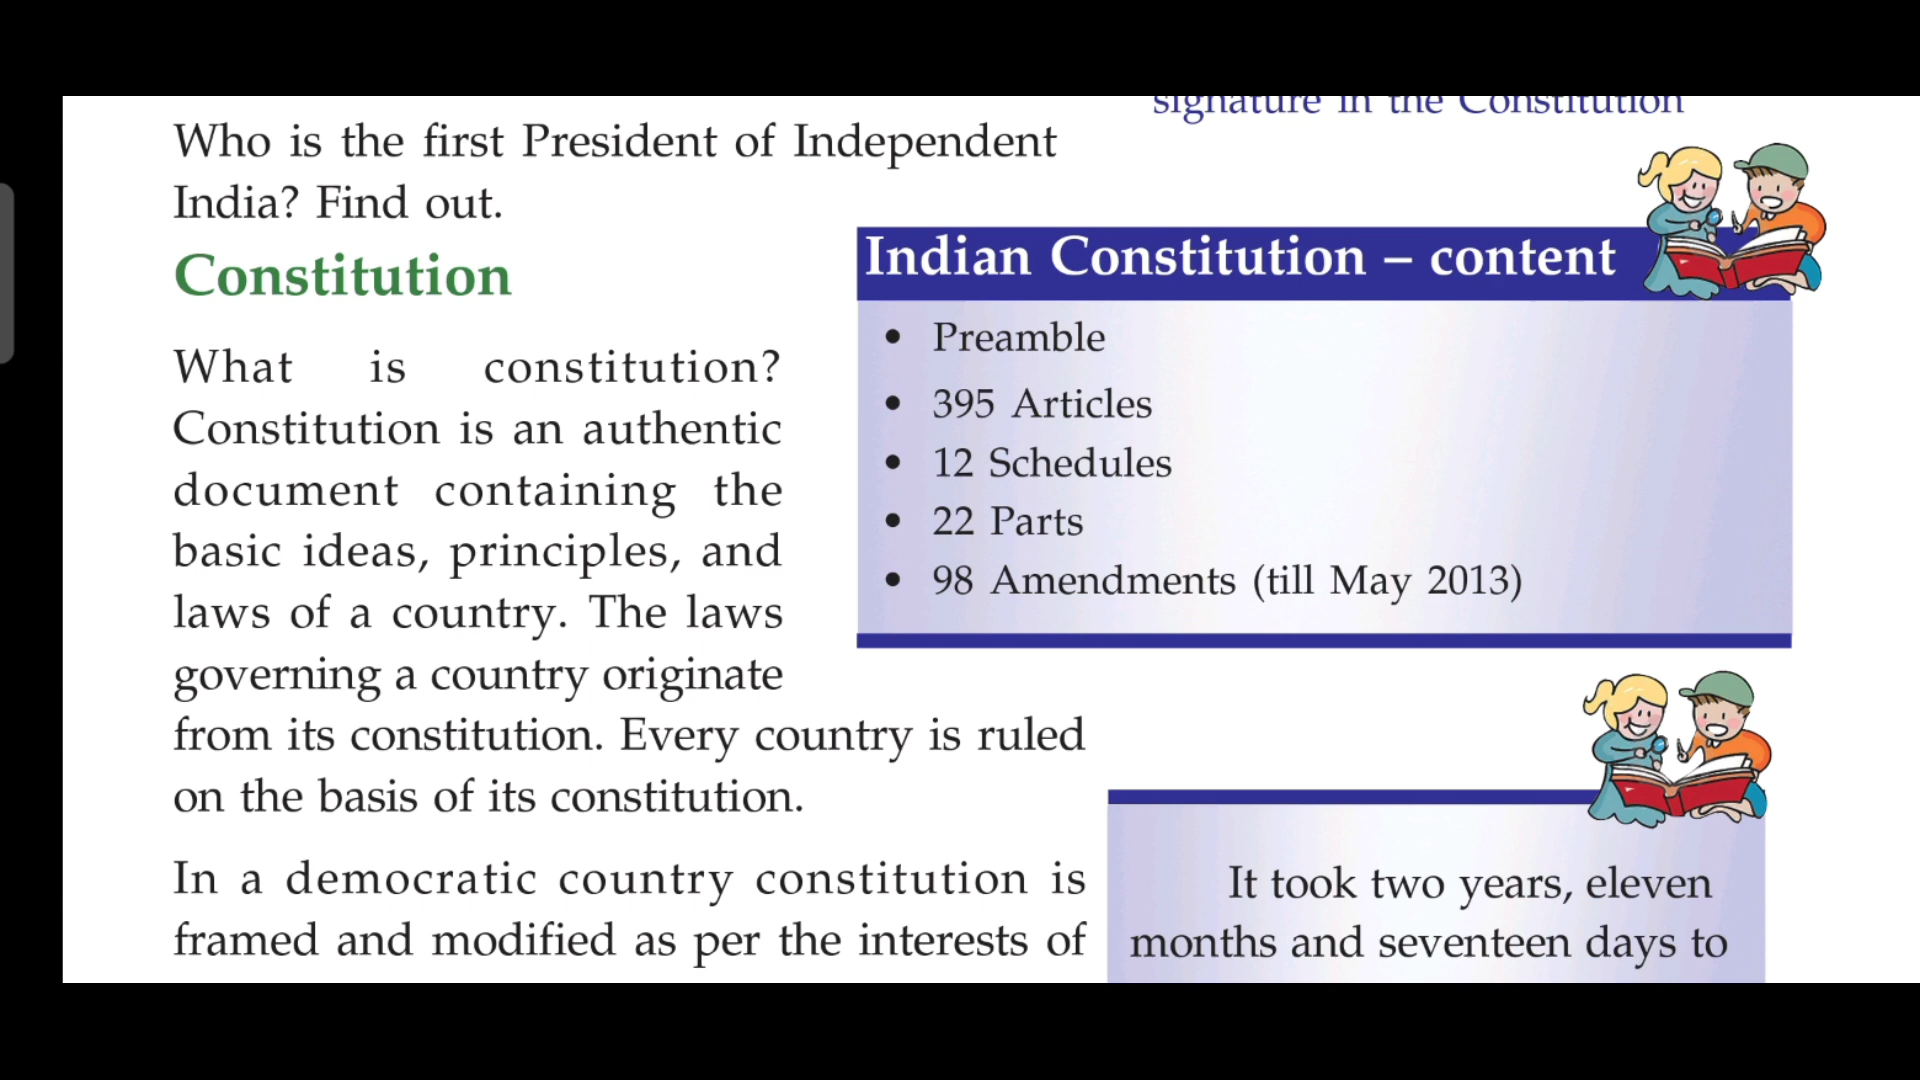 signature in the Constitution
Who is the first President of Independent
India? Find out.
Constitution
What is constitution?
Constitution is an authentic
document containing the
basic ideas, principles, and
laws of a country. The laws
governing a country originate
from its constitution. Every country is ruled
on the basis of its constitution.
In a democratic country constitution is
framed and modified as per the interests of
Indian Constitution – content
• Preamble
• 395 Articles
• 12 Schedules
• 22 Parts
• 98 Amendments (till May 2013)
It took two years, eleven
months and seventeen days to